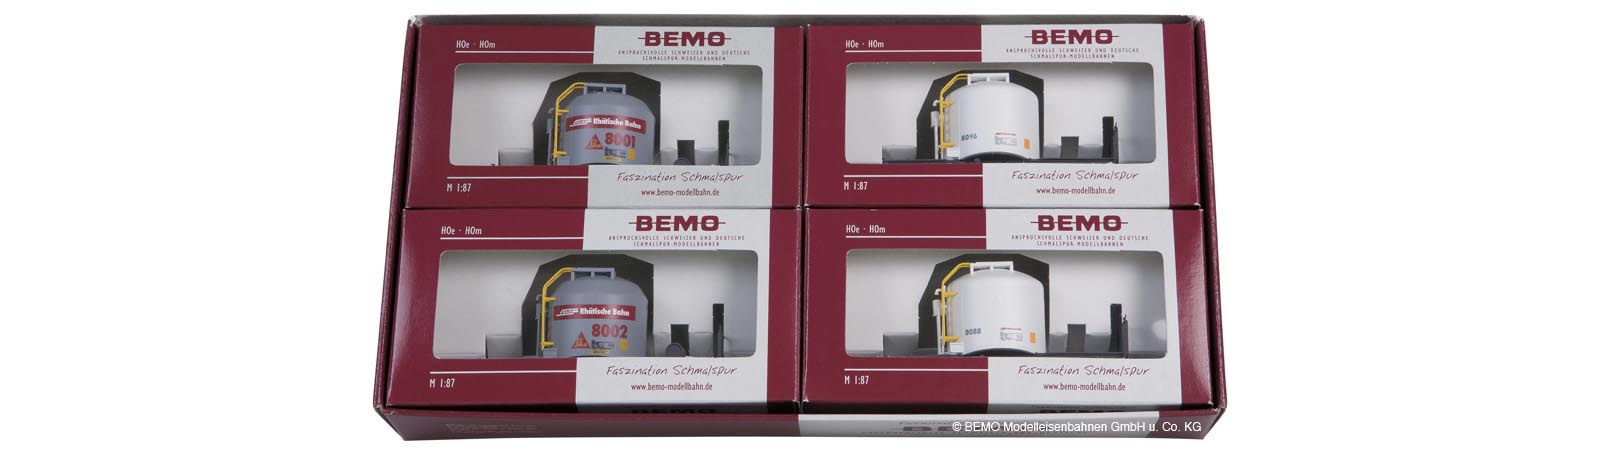 H0e · H0m
BEMO
ANSPRUCHSVOLLE SCHWEIZER UND DEUTSCHE
SCHMALSPUR-MODELLBAHNEN
Rhätische Bahn
8001
M 1:87
Faszination Schmalspur
www.bemo-modellbahn.de
H0e · H0m
BEMO
ANSPRUCHSVOLLE SCHWEIZER UND DEUTSCHE
SCHMALSPUR-MODELLBAHNEN
8096
M 1:87
Faszination Schmalspur
www.bemo-modellbahn.de
H0e · H0m
BEMO
ANSPRUCHSVOLLE SCHWEIZER UND DEUTSCHE
SCHMALSPUR-MODELLBAHNEN
Rhätische Bahn
8002
M 1:87
Faszination Schmalspur
www.bemo-modellbahn.de
H0e · H0m
BEMO
ANSPRUCHSVOLLE SCHWEIZER UND DEUTSCHE
SCHMALSPUR-MODELLBAHNEN
8088
M 1:87
Faszination Schmalspur
www.bemo-modellbahn.de
BEMO
© BEMO Modelleisenbahnen GmbH u. Co. KG